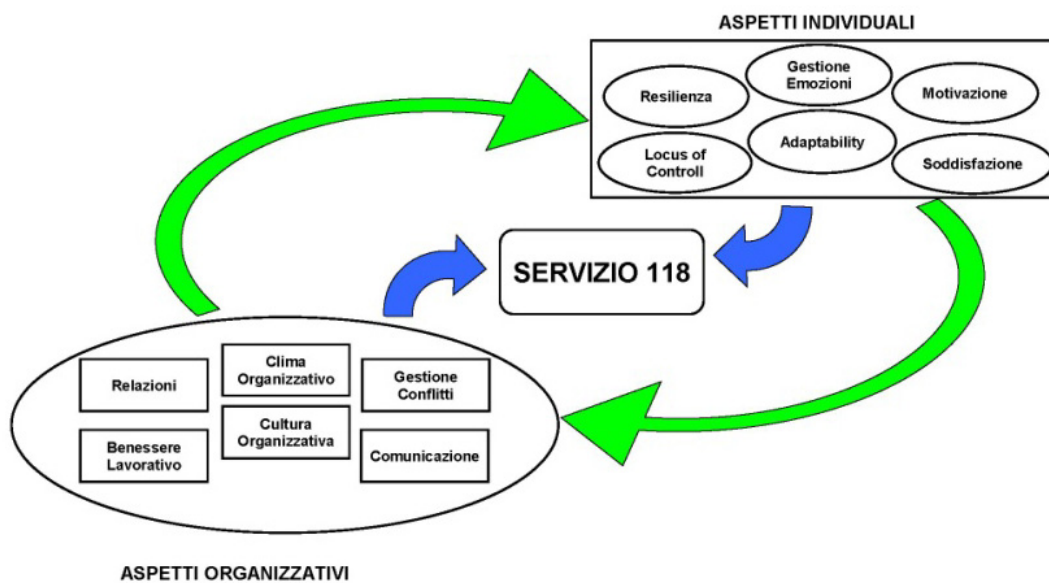 ASPETTI INDIVIDUALI
Gestione
Emozioni
Resilienza
Motivazione
Locus of
Controll
Adaptability
Soddisfazione
SERVIZIO 118
Relazioni
Clima
Organizzativo
Gestione
Conflitti
Benessere
Lavorativo
Cultura
Organizzativa
Comunicazione
ASPETTI ORGANIZZATIVI